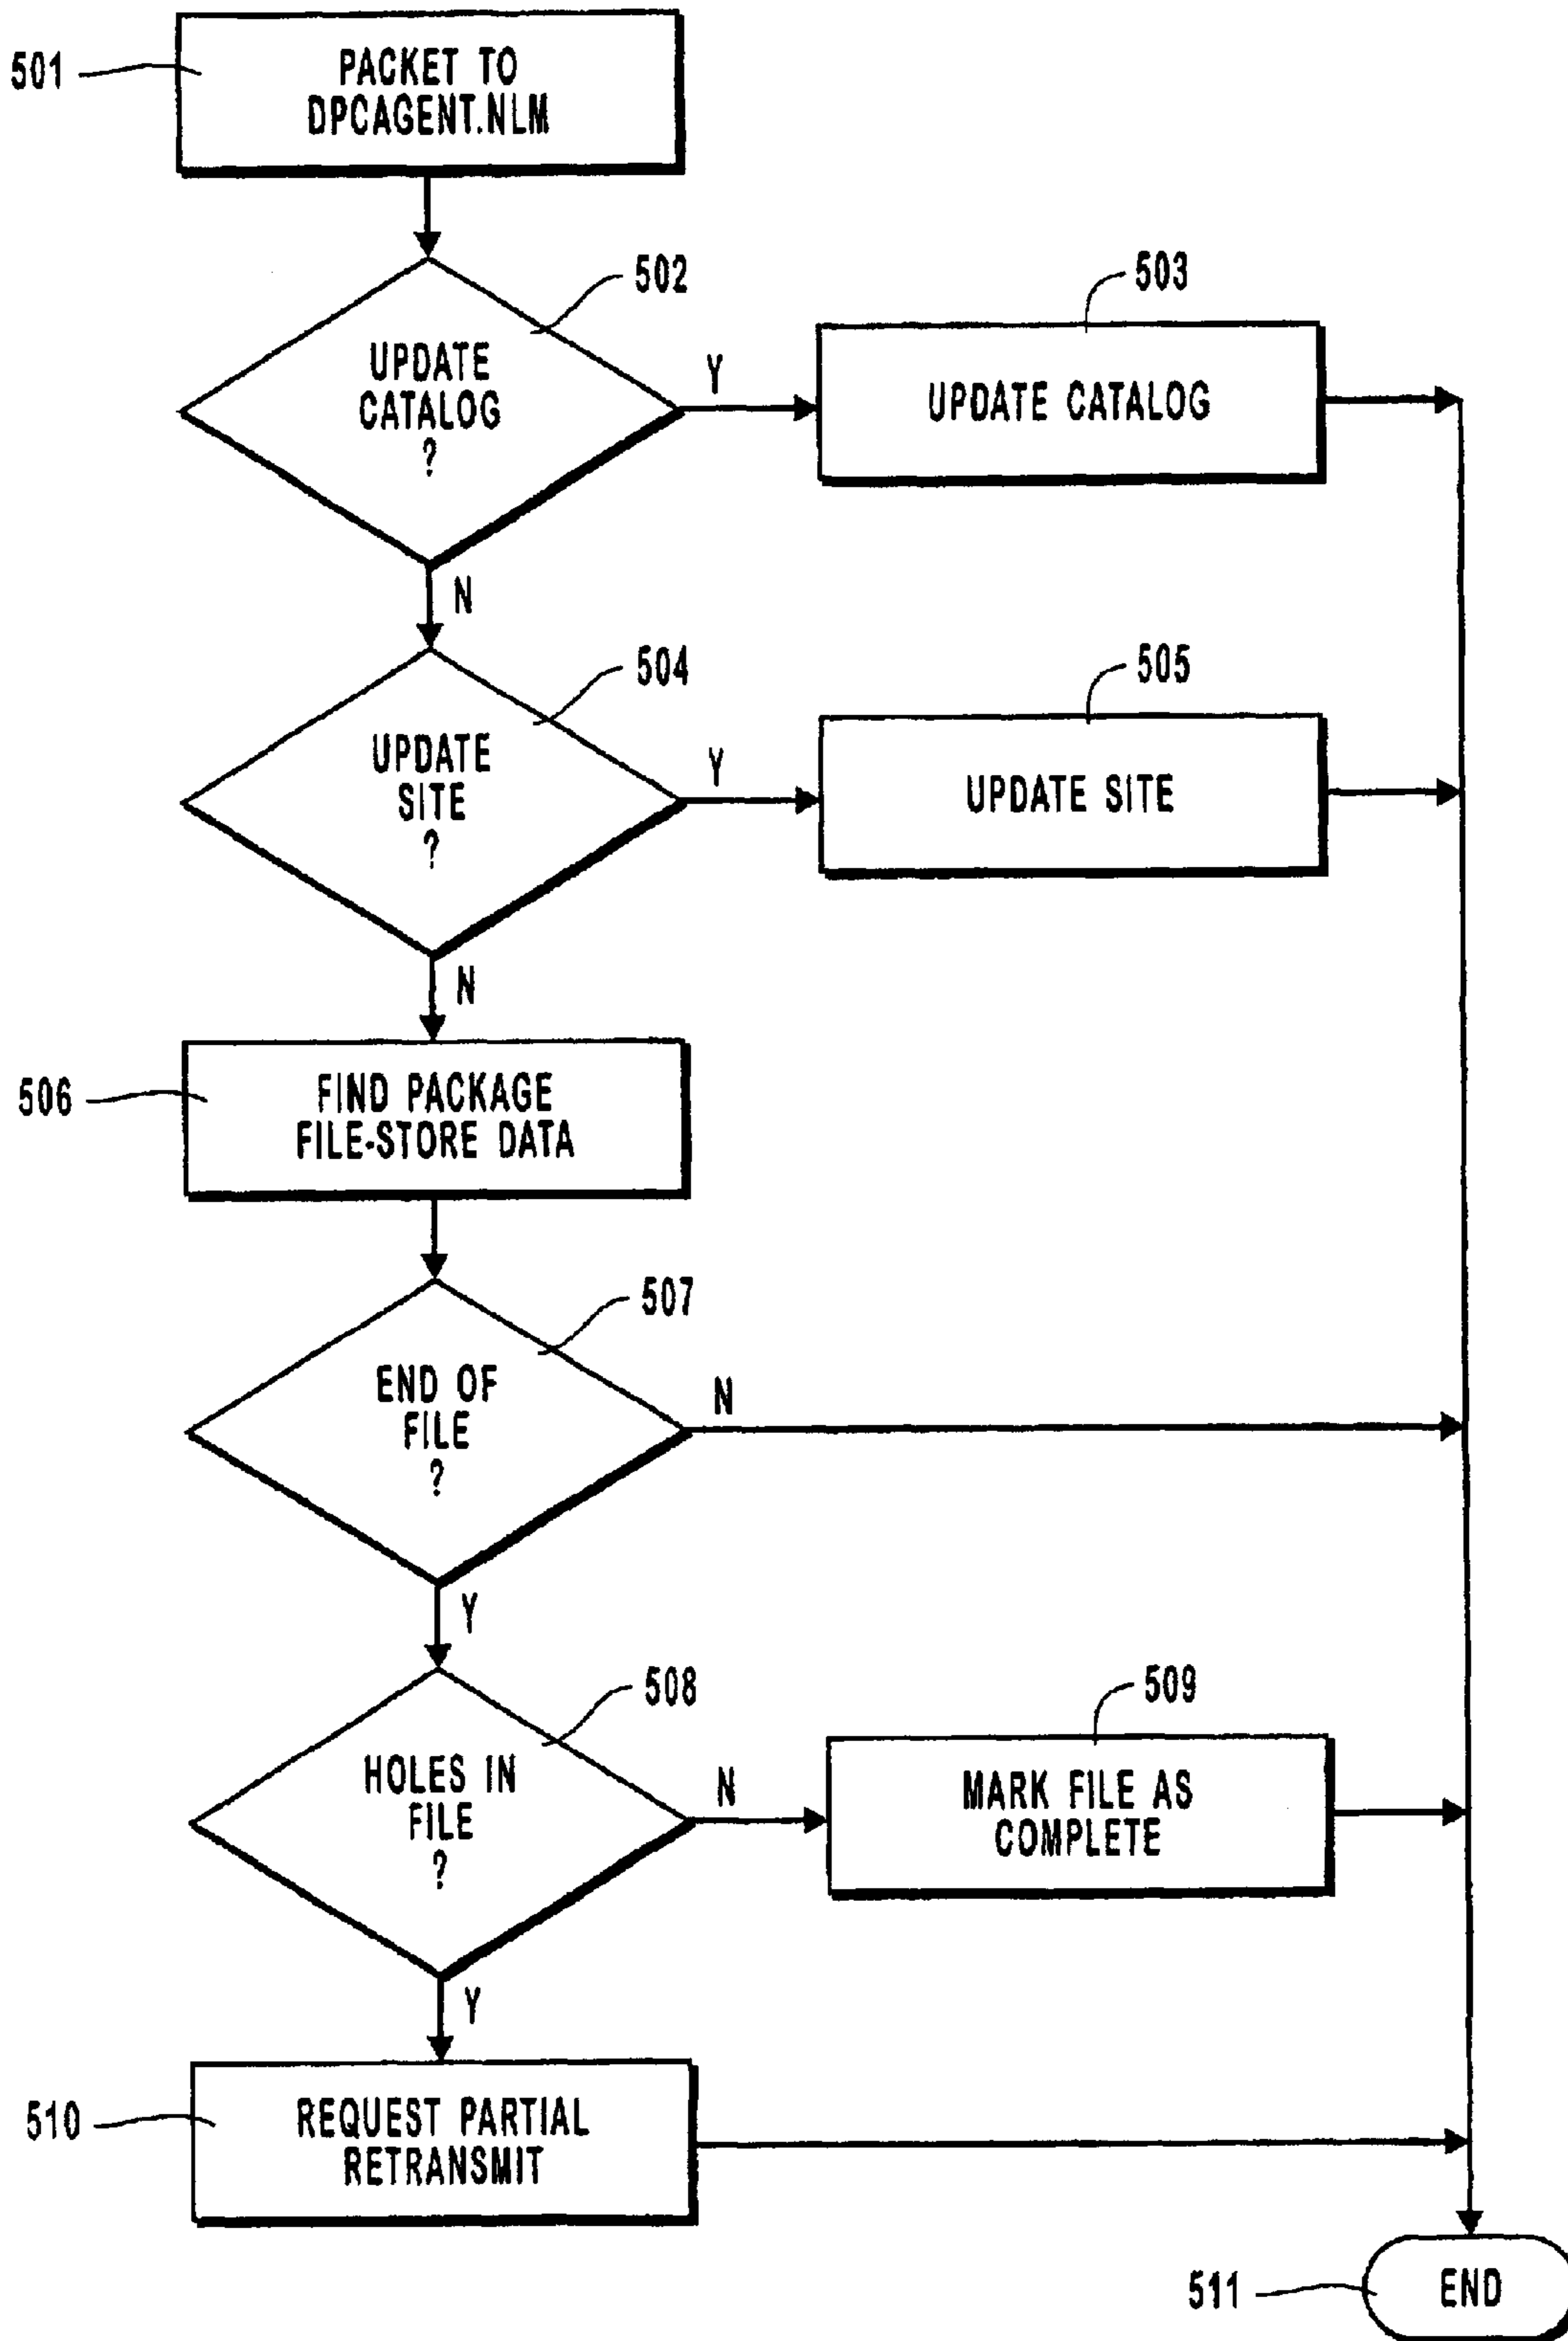 501
PACKET TO
DPCAGENT.NLM
502
UPDATE
CATALOG
?
Y
503
UPDATE CATALOG
N
504
UPDATE
SITE
?
Y
505
UPDATE SITE
N
506
FIND PACKAGE
FILE-STORE DATA
507
END OF
FILE
?
N
Y
508
HOLES IN
FILE
?
N
509
MARK FILE AS
COMPLETE
Y
510
REQUEST PARTIAL
RETRANSMIT
511
END